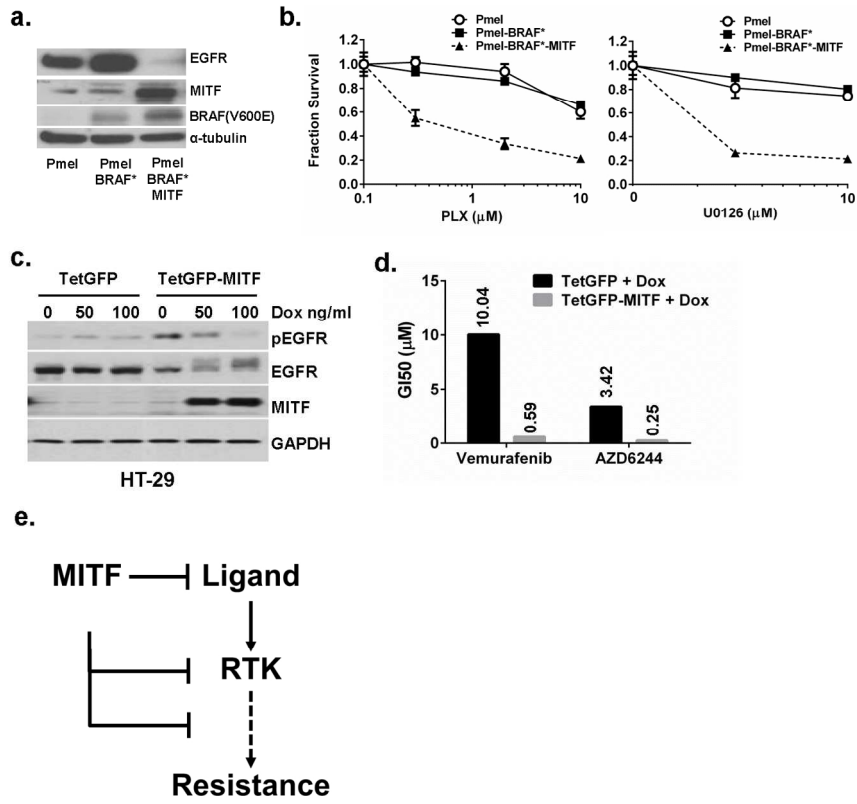 a.
EGFR
MITF
BRAF(V600E)
α-tubulin
Pmel
Pmel
BRAF*
Pmel
BRAF*
MITF
b.
Pmel
Pmel-BRAF*
Pmel-BRAF*-MITF
Fraction Survival
1.2
1.0
0.8
0.6
0.4
0.2
0.0
0.1
1
10
PLX (μM)
Pmel
Pmel-BRAF*
Pmel-BRAF*-MITF
1.2
1.0
0.8
0.6
0.4
0.2
0.0
0
10
U0126 (μM)
c.
TetGFP TetGFP-MITF
0 50 100 0 50 100 Dox ng/ml
pEGFR
EGFR
MITF
GAPDH
HT-29
d.
TetGFP + Dox
TetGFP-MITF + Dox
GI50 (μM)
15
10
5
0
10.04
0.59
3.42
0.25
Vemurafenib AZD6244
e.
MITF Ligand
RTK
Resistance